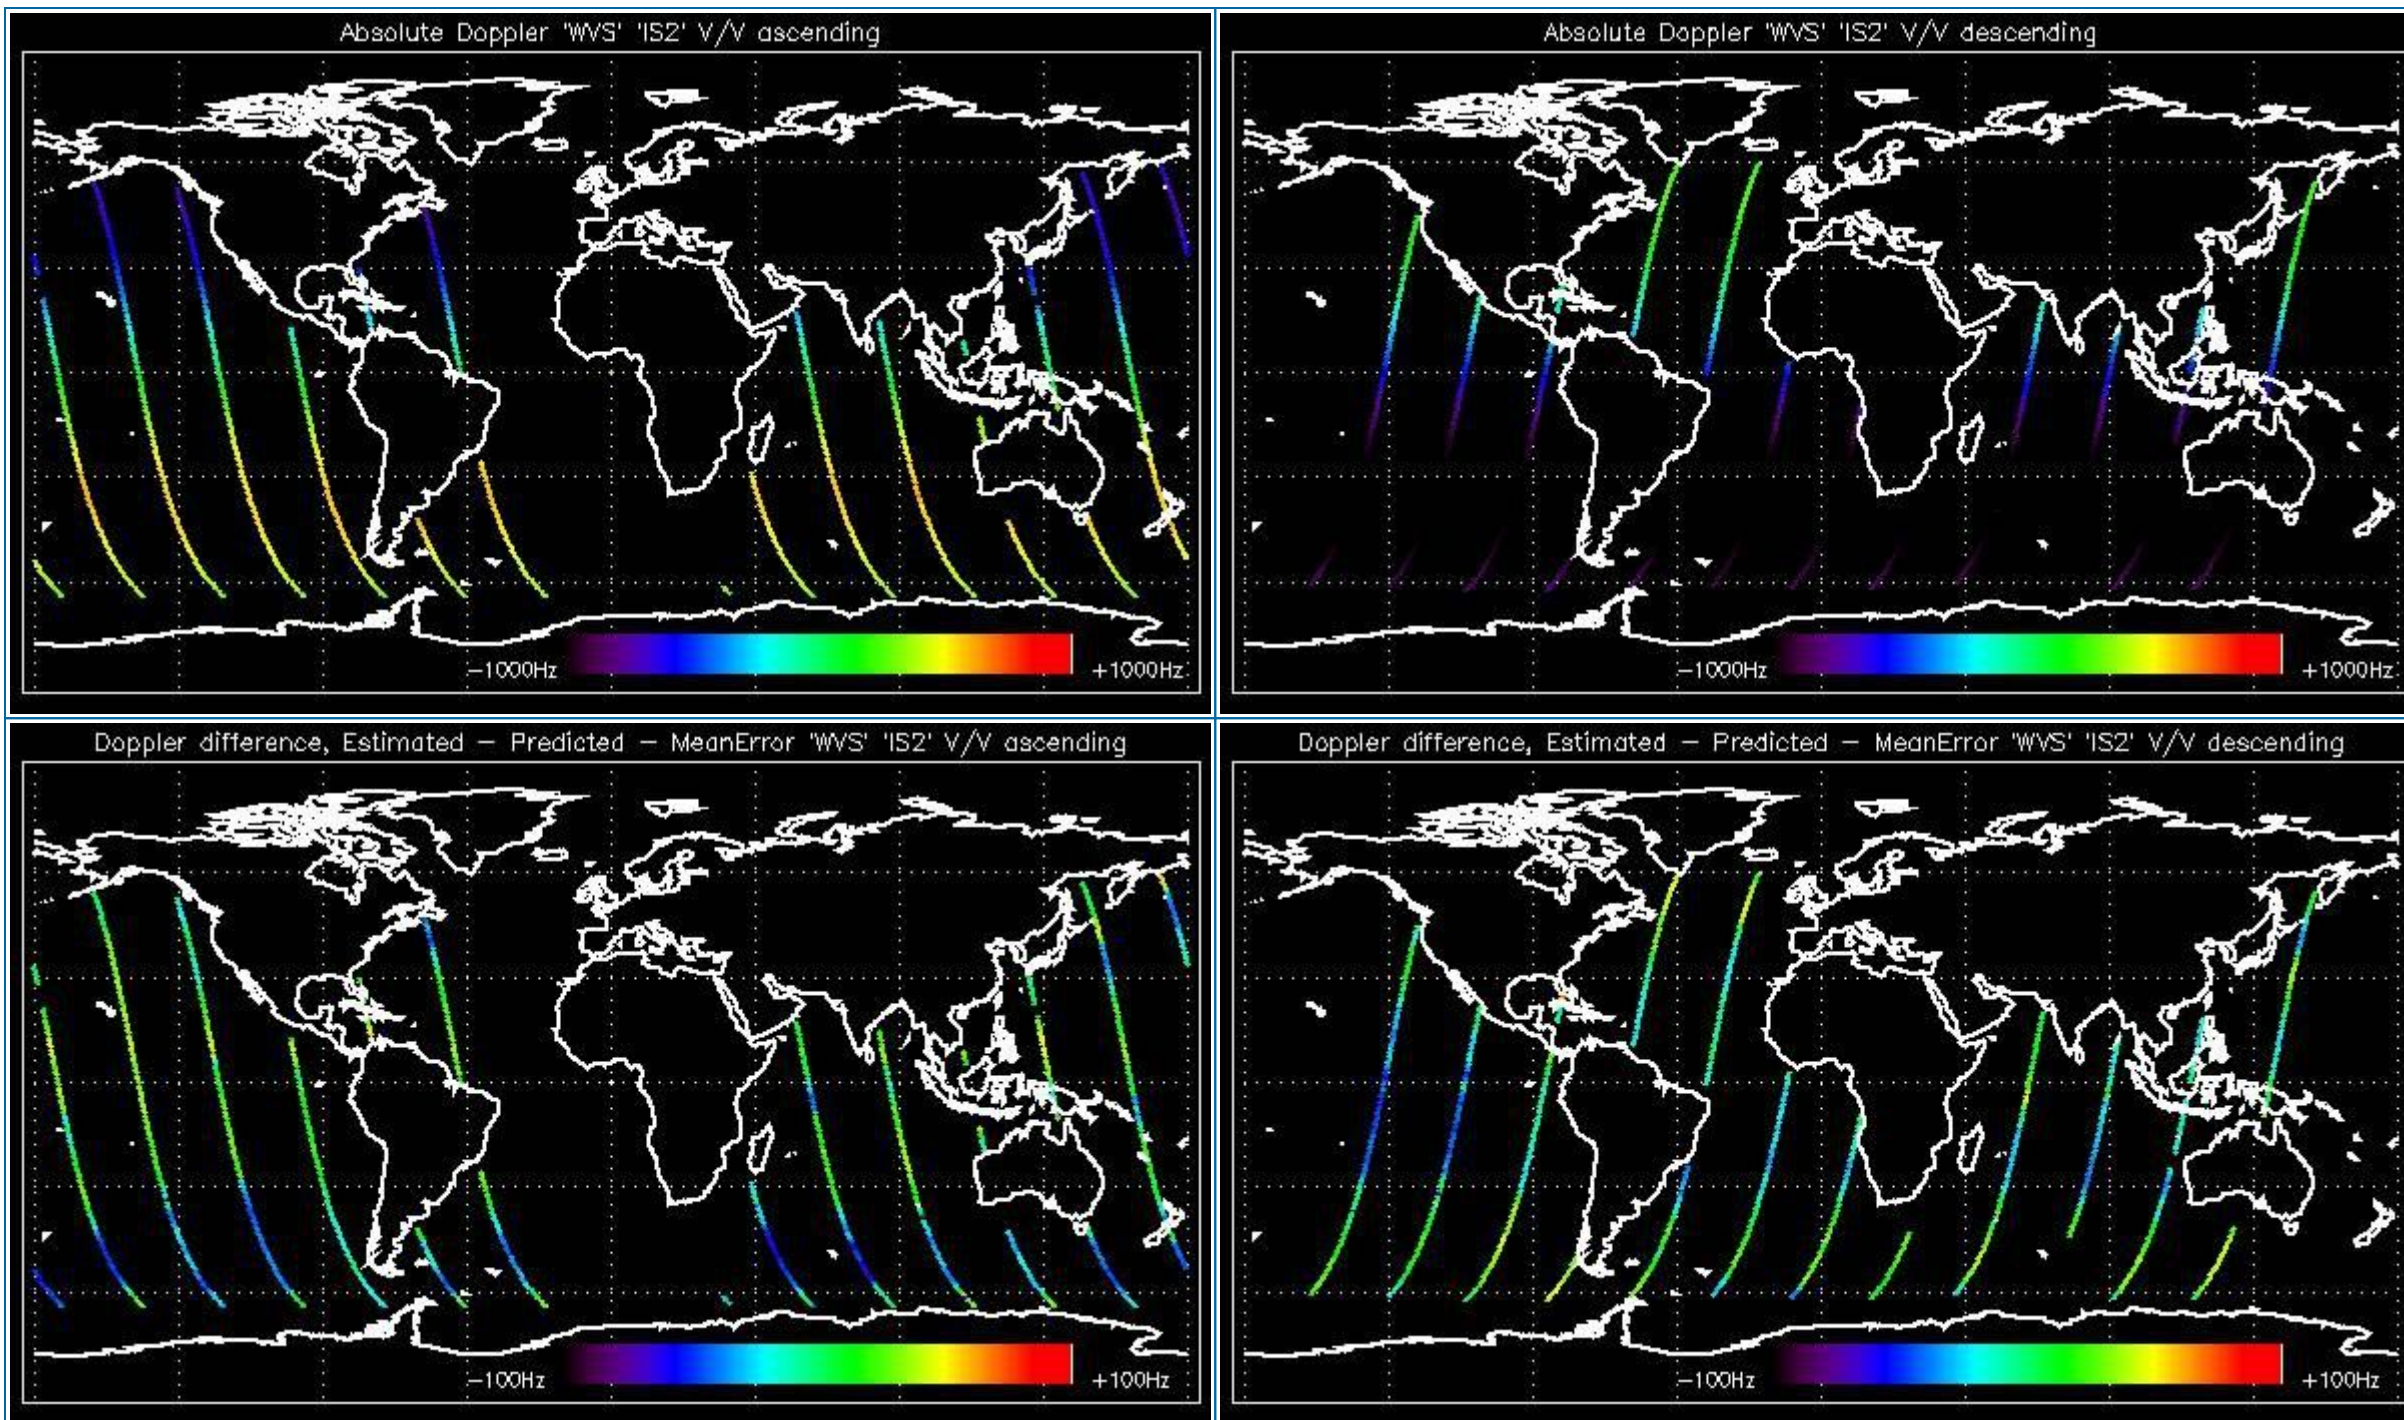 Absolute Doppler 'WVS' 'IS2' V/V ascending
-1000Hz
+1000Hz
Absolute Doppler 'WVS' 'IS2' V/V descending
-1000Hz
+1000Hz
Doppler difference, Estimated - Predicted - MeanError 'WVS' 'IS2' V/V ascending
-100Hz
+100Hz
Doppler difference, Estimated - Predicted - MeanError 'WVS' 'IS2' V/V descending
-100Hz
+100Hz